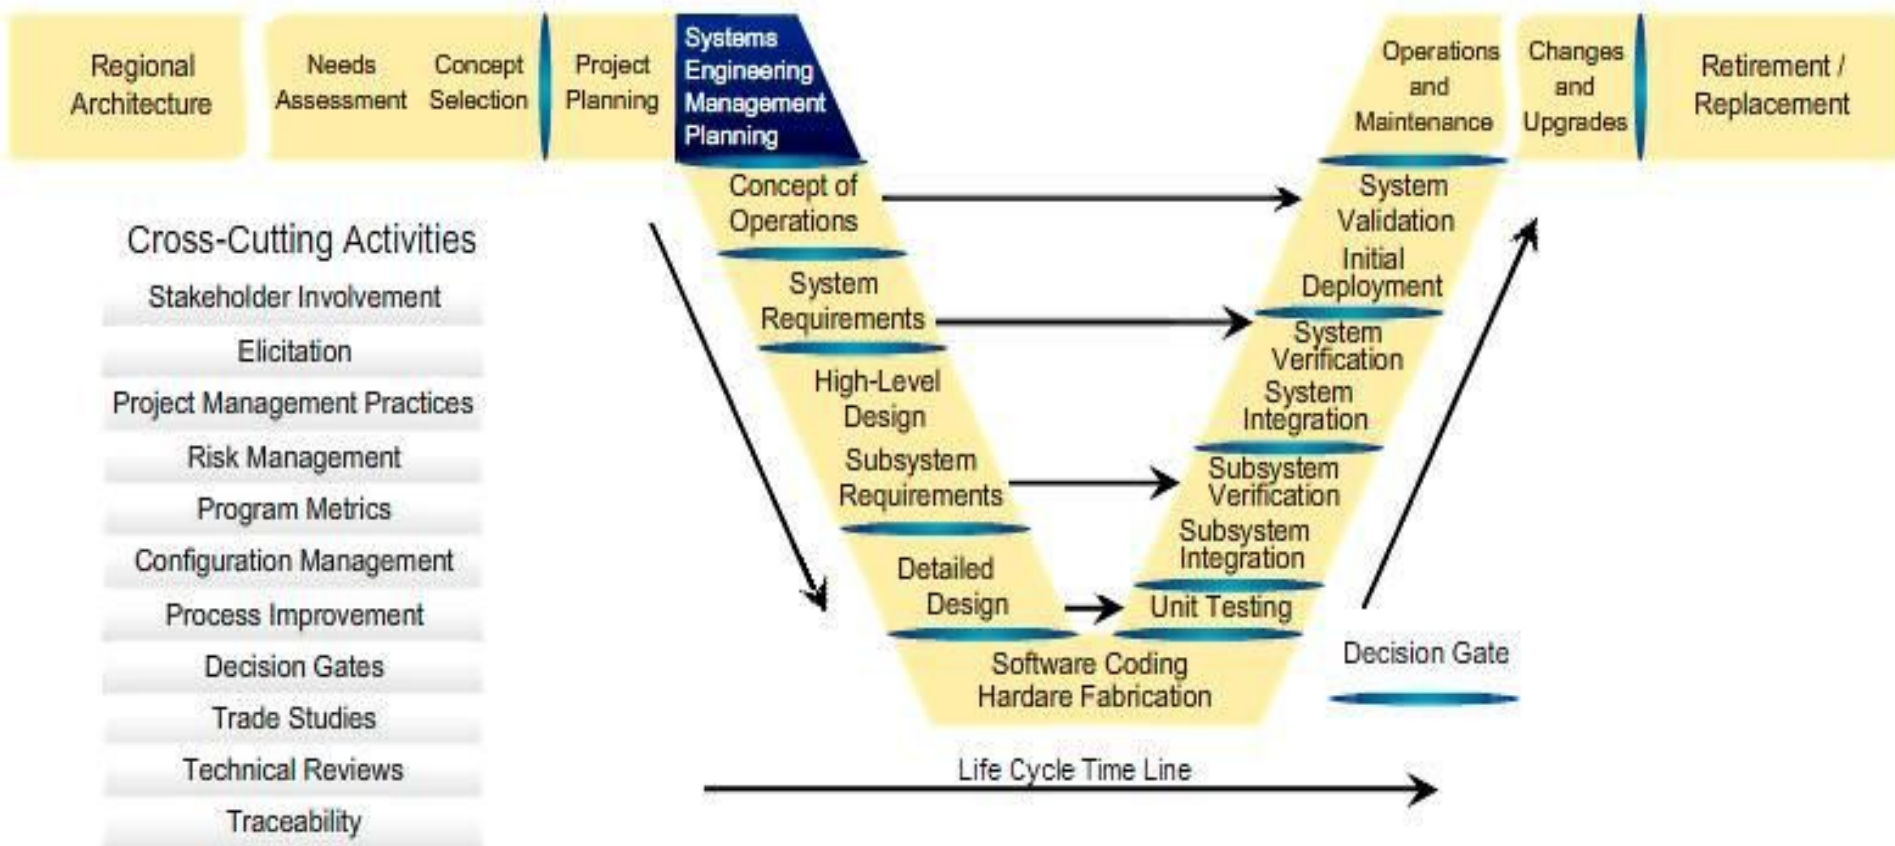 Regional
Architecture
Needs
Assessment
Concept
Selection
Project
Planning
Systems
Engineering
Management
Planning
Operations
and
Maintenance
Changes
and
Upgrades
Retirement /
Replacement
Cross-Cutting Activities
Stakeholder Involvement
Elicitation
Project Management Practices
Risk Management
Program Metrics
Configuration Management
Process Improvement
Decision Gates
Trade Studies
Technical Reviews
Traceability
Concept of
Operations
System
Requirements
High-Level
Design
Subsystem
Requirements
Detailed
Design
Software Coding
Hardare Fabrication
Unit Testing
Subsystem
Integration
Subsystem
Verification
System
Integration
System
Verification
Initial
Deployment
System
Validation
Decision Gate
Life Cycle Time Line